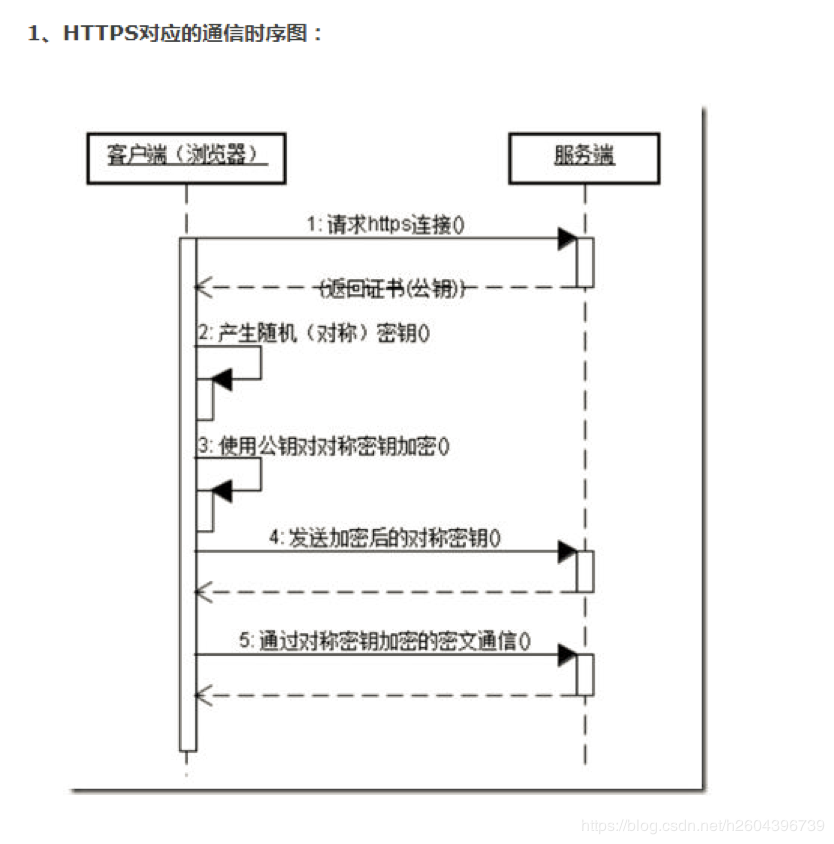 1、HTTPS对应的通信时序图：
客户端（浏览器）
服务端
1: 请求https连接()
{返回证书(公钥)}
2: 产生随机（对称）密钥()
3: 使用公钥对对称密钥加密()
4: 发送加密后的对称密钥()
5: 通过对称密钥加密的密文通信()
https://blog.csdn.net/h2604396739